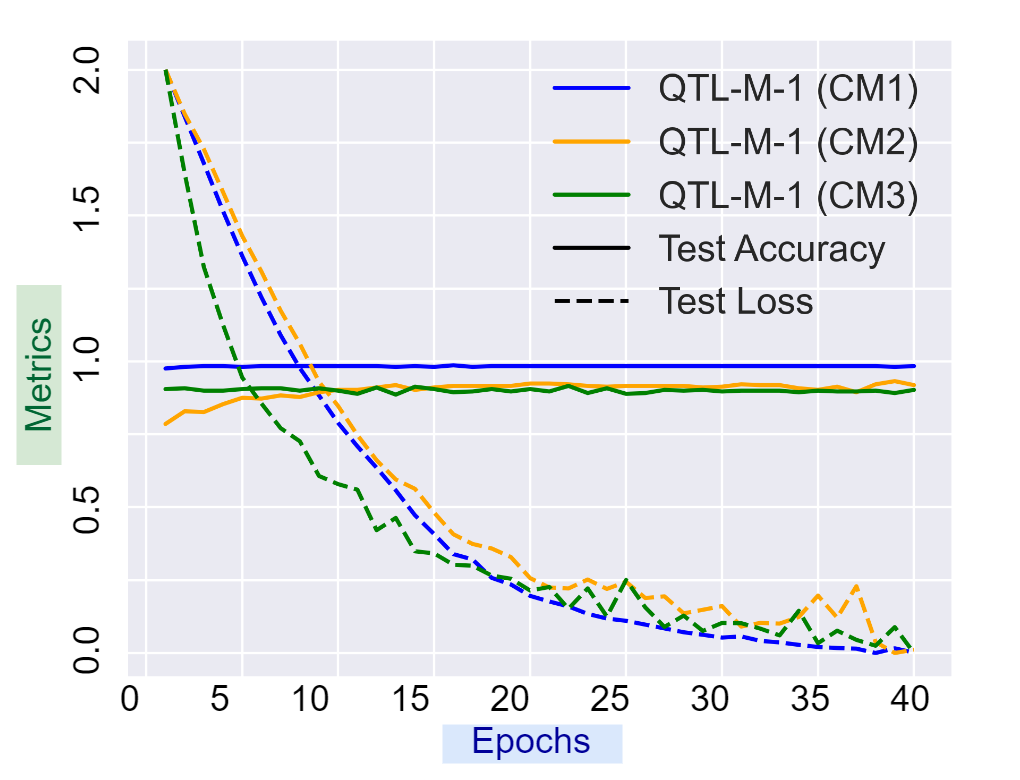 QTL-M-1 (CM1)
QTL-M-1 (CM2)
QTL-M-1 (CM3)
Test Accuracy
Test Loss
Metrics
2.0
1.5
1.0
0.5
0.0
0 5 10 15 20 25 30 35 40
Epochs